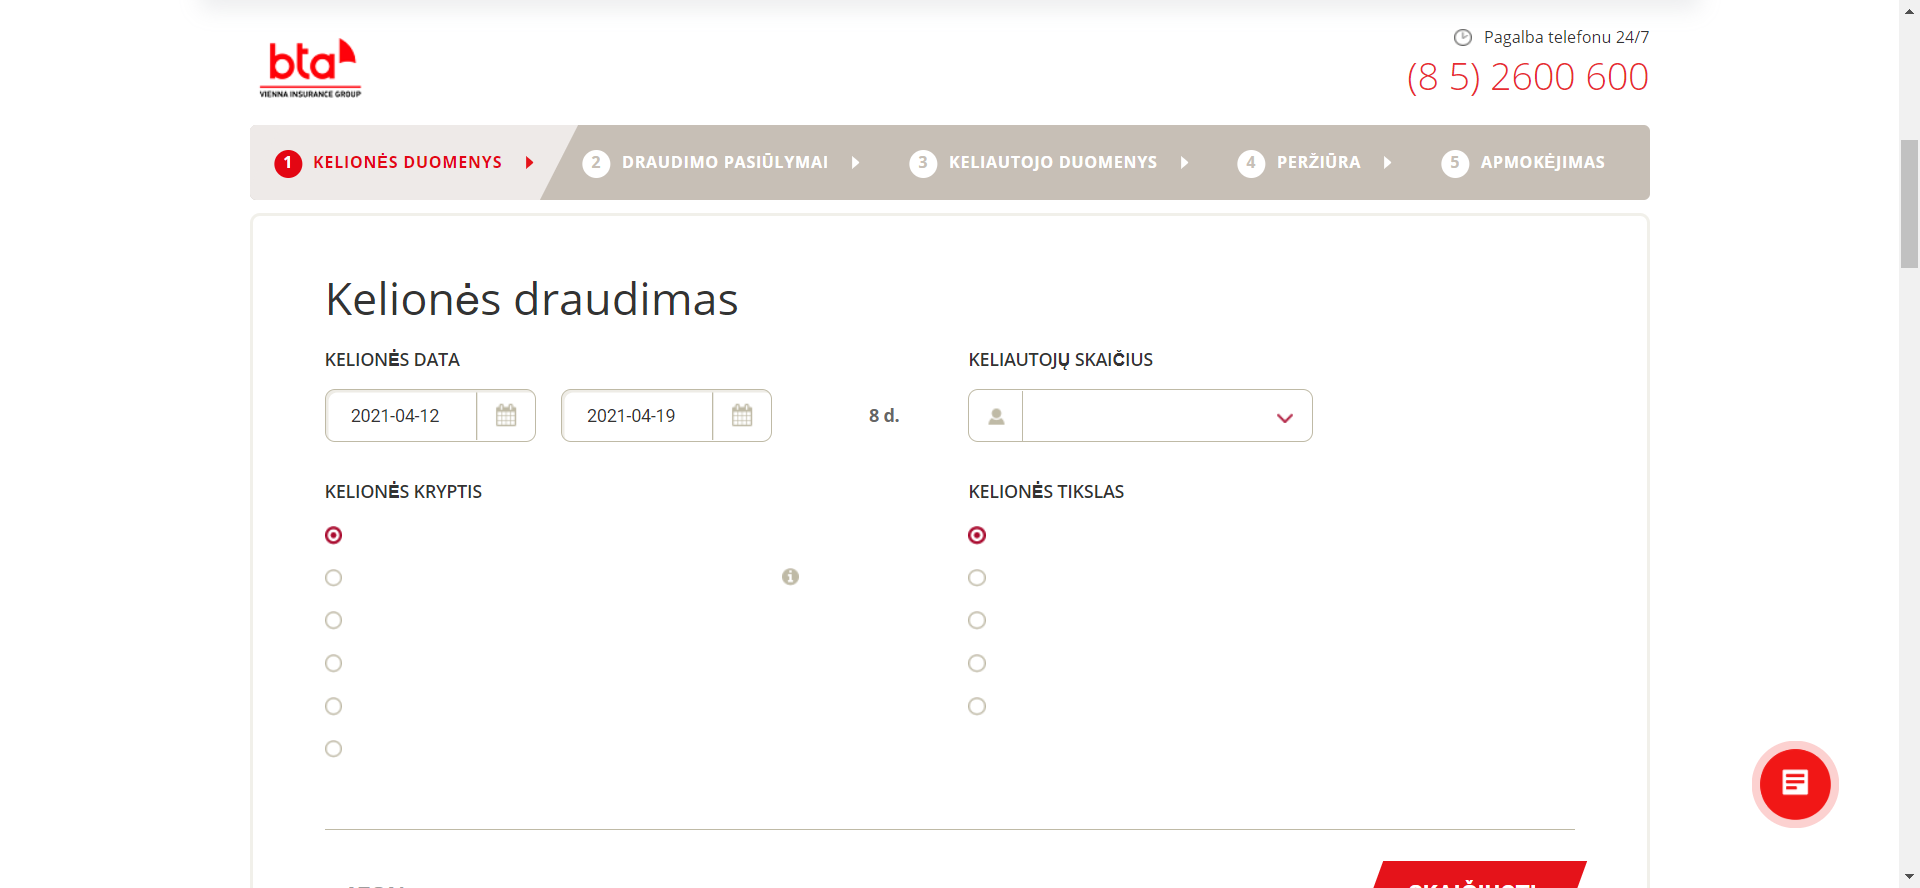 bta
VIENNA INSURANCE GROUP
Pagalba telefonu 24/7
(8 5) 2600 600
1 KELIONĖS DUOMENYS
2 DRAUDIMO PASIŪLYMAI
3 KELIAUTOJO DUOMENYS
4 PERŽIŪRA
5 APMOKĖJIMAS
Kelionės draudimas
KELIONĖS DATA
2021-04-12
2021-04-19
8 d.
KELIAUTOJŲ SKAIČIUS
KELIONĖS KRYPTIS
KELIONĖS TIKSLAS